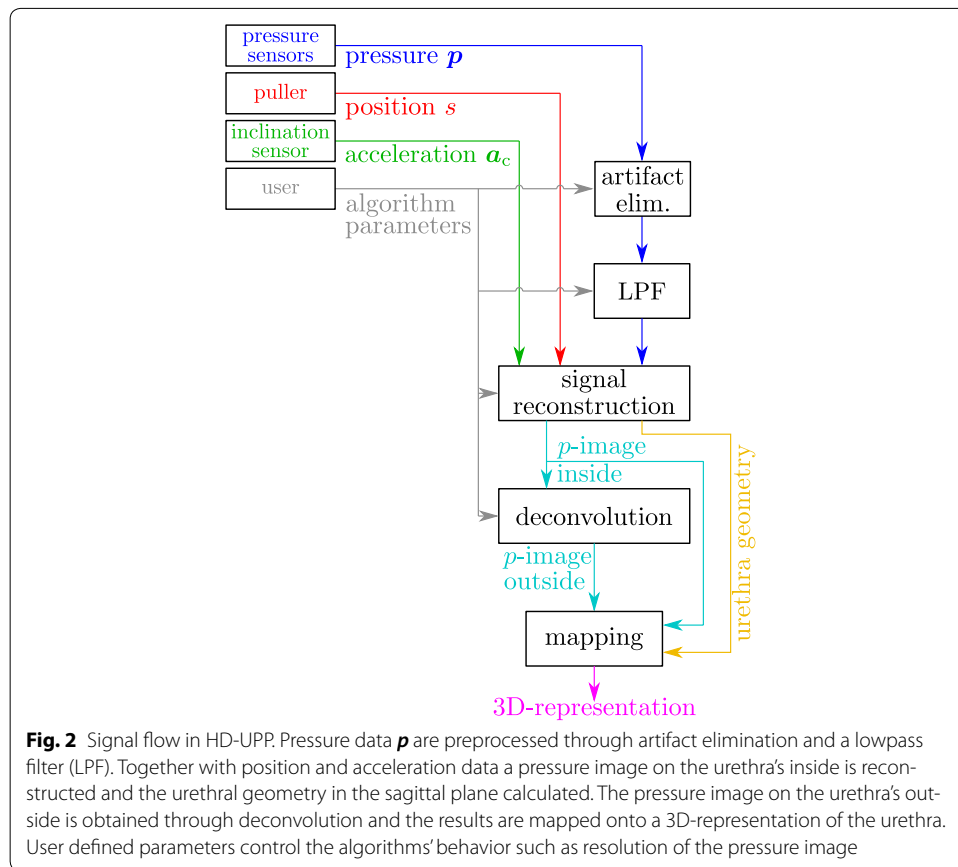 pressure
sensors
pressure p
puller
position s
inclination
sensor
acceleration a_c
user
algorithm
parameters
artifact
elim.
LPF
signal
reconstruction
p-image
inside
urethra geometry
deconvolution
p-image
outside
mapping
3D-representation
Fig. 2 Signal flow in HD-UPP. Pressure data p are preprocessed through artifact elimination and a lowpass
filter (LPF). Together with position and acceleration data a pressure image on the urethra's inside is recon-
structed and the urethral geometry in the sagittal plane calculated. The pressure image on the urethra's out-
side is obtained through deconvolution and the results are mapped onto a 3D-representation of the urethra.
User defined parameters control the algorithms' behavior such as resolution of the pressure image